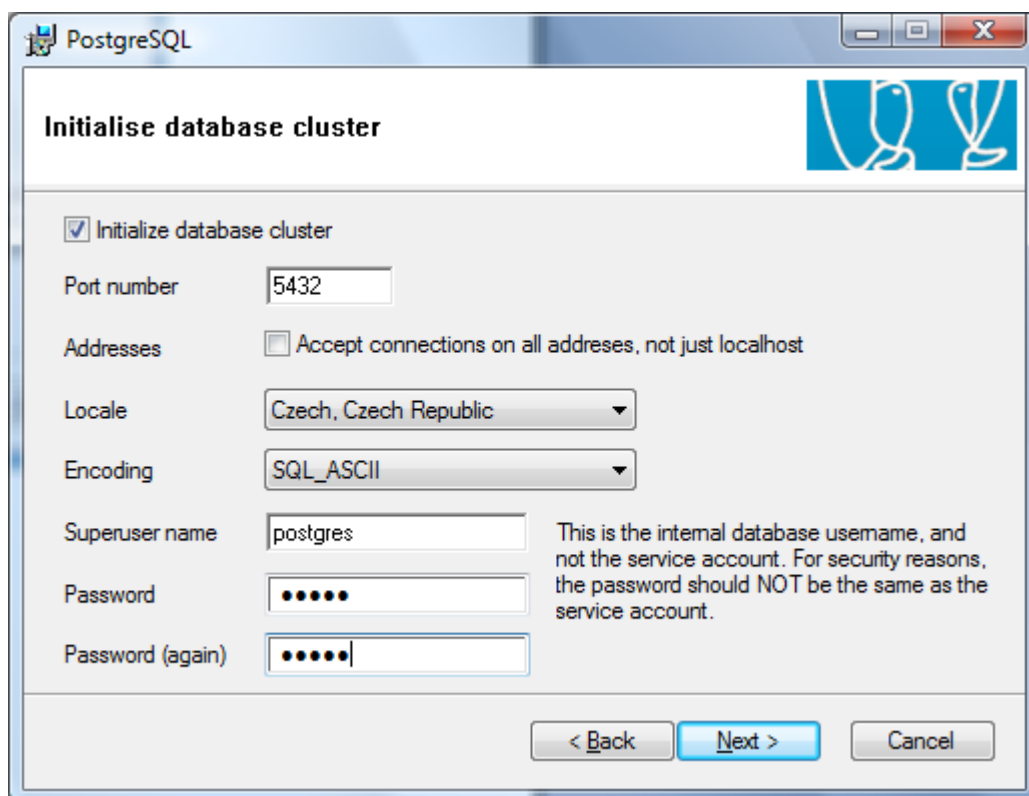 PostgreSQL
Initialise database cluster
Initialize database cluster
Port number 5432
Addresses Accept connections on all addreses, not just localhost
Locale Czech, Czech Republic
Encoding SQL_ASCII
Superuser name postgres
This is the internal database username, and
not the service account. For security reasons,
the password should NOT be the same as the
service account.
Password •••••
Password (again) •••••
< Back Next > Cancel